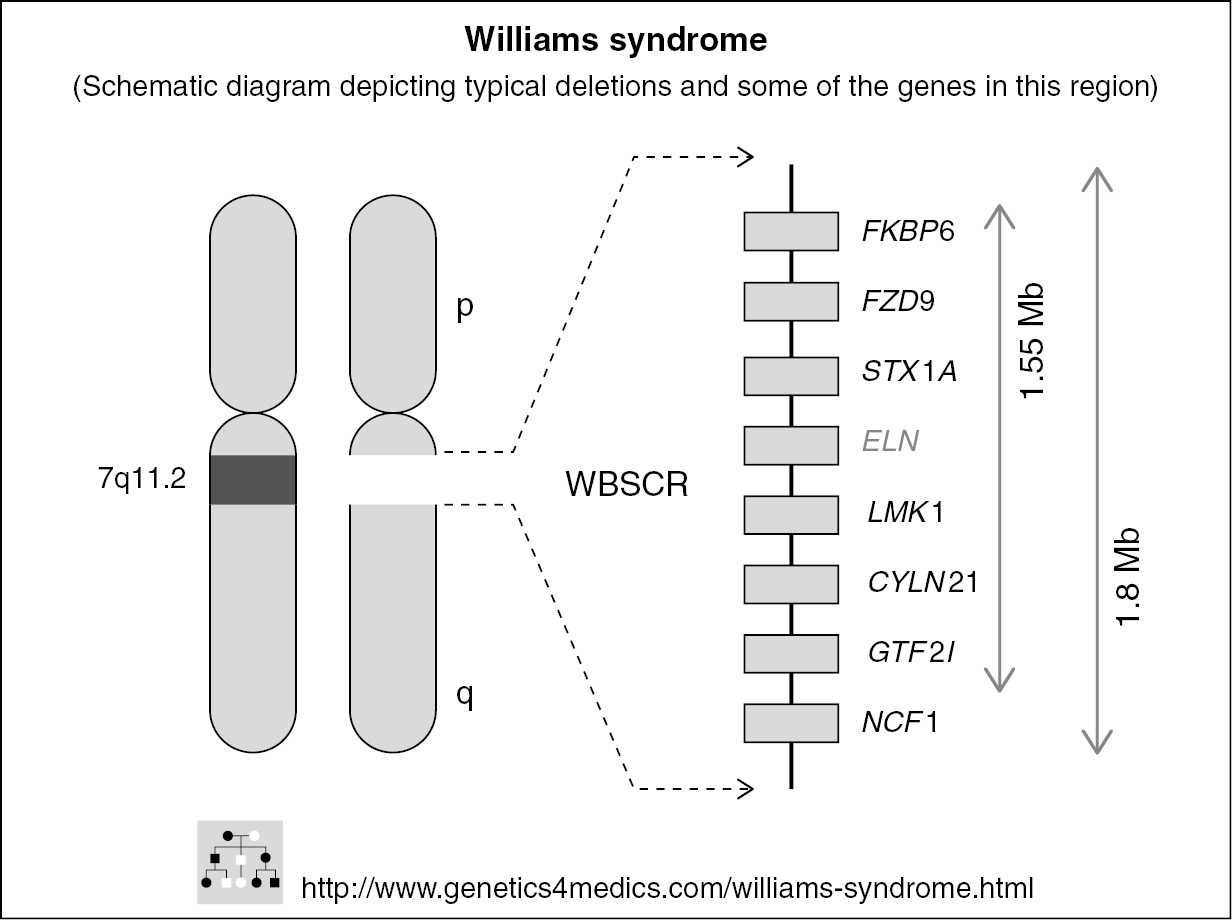 Williams syndrome
(Schematic diagram depicting typical deletions and some of the genes in this region)
p
7q11.2
q
WBSCR
FKBP6
FZD9
STX1A
ELN
LMK1
CYLN21
GTF2I
NCF1
1.55 Mb
1.8 Mb
http://www.genetics4medics.com/williams-syndrome.html